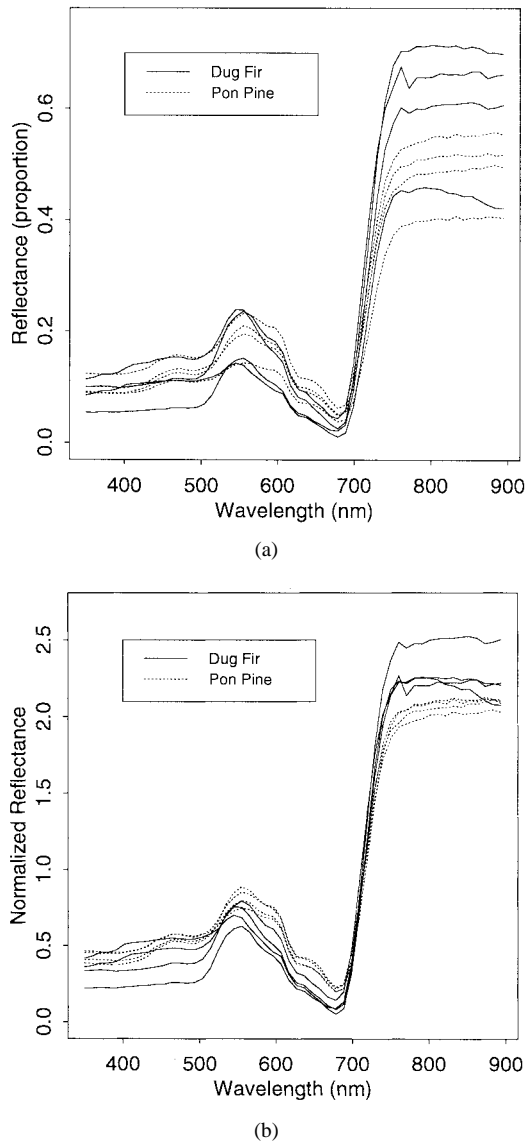 Reflectance (proportion)
0.6
0.4
0.2
0.0
Dug Fir
Pon Pine
400 500 600 700 800 900
Wavelength (nm)
(a)
Normalized Reflectance
2.5
2.0
1.5
1.0
0.5
0.0
Dug Fir
Pon Pine
400 500 600 700 800 900
Wavelength (nm)
(b)